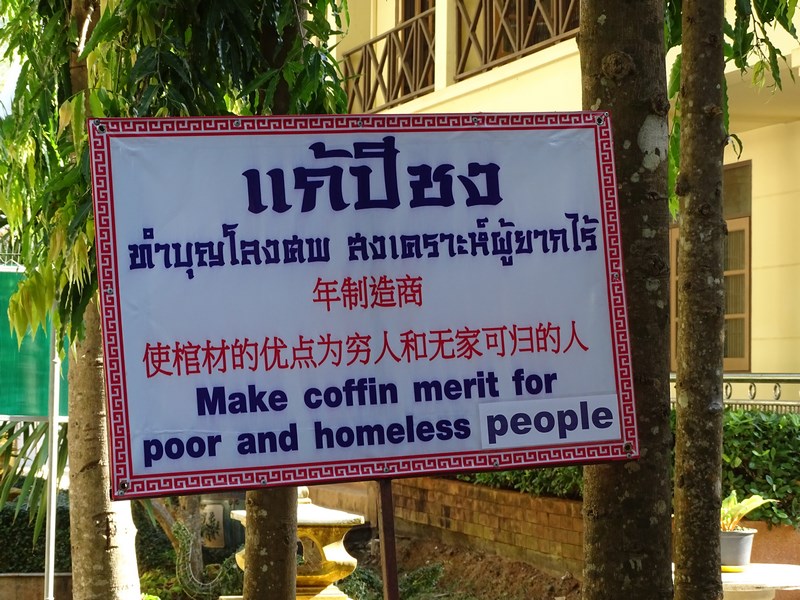 แก้ปีชง
ทำบุญโลงศพ สงเคราะห์ผู้ยากไร้
年制造商
使棺材的优点为穷人和无家可归的人
Make coffin merit for
poor and homeless people